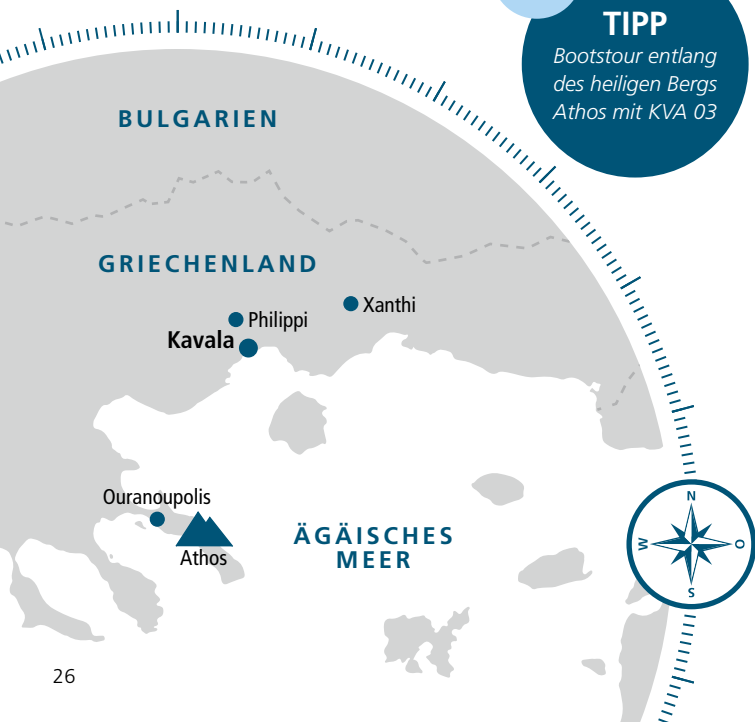 TIPP
Bootstour entlang
des heiligen Bergs
Athos mit KVA 03
BULGARIEN
GRIECHENLAND
Xanthi
Philippi
Kavala
Ouranoupolis
Athos
ÄGÄISCHES
MEER
N
W
O
S
26